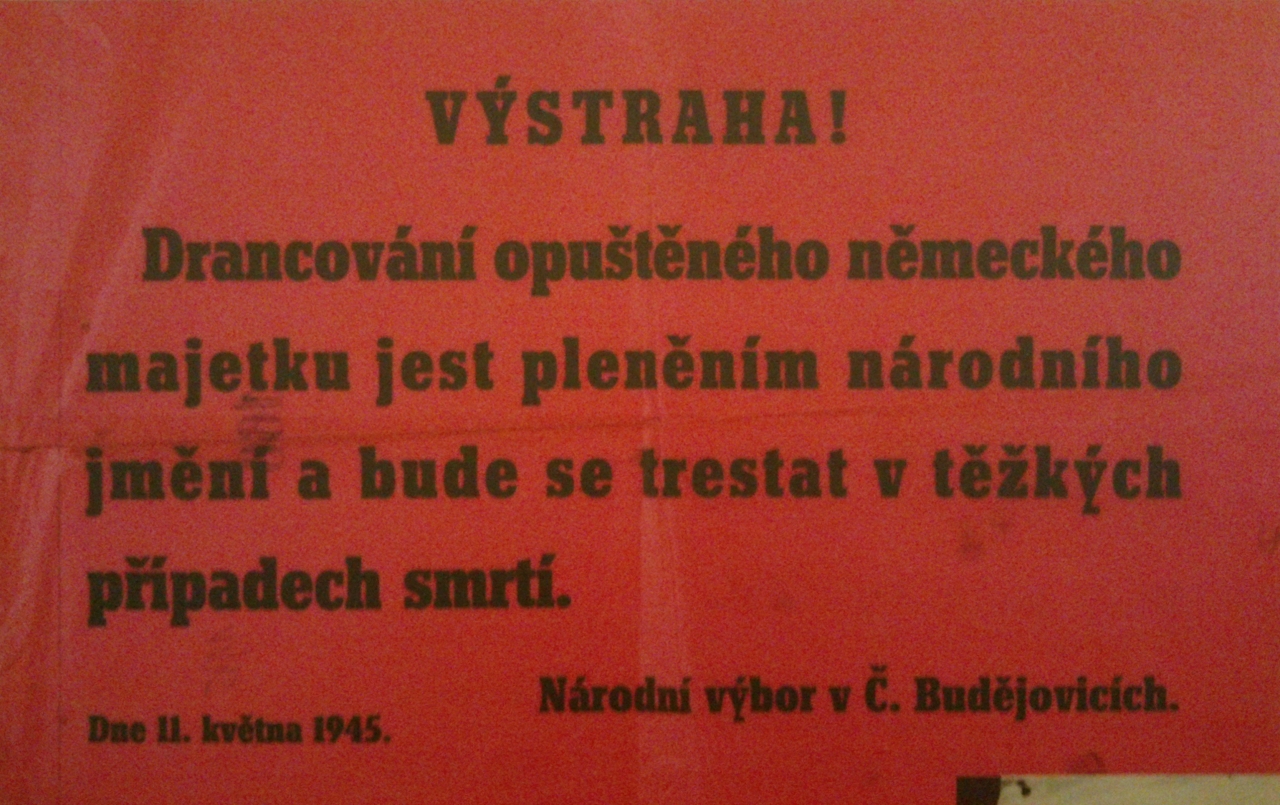 VÝSTRAHA!
Drancování opuštěného německého
majetku jest pleněním národního
jmění a bude se trestat v těžkých
případech smrtí.
Národní výbor v Č. Budějovicích.
Dne 11. května 1945.